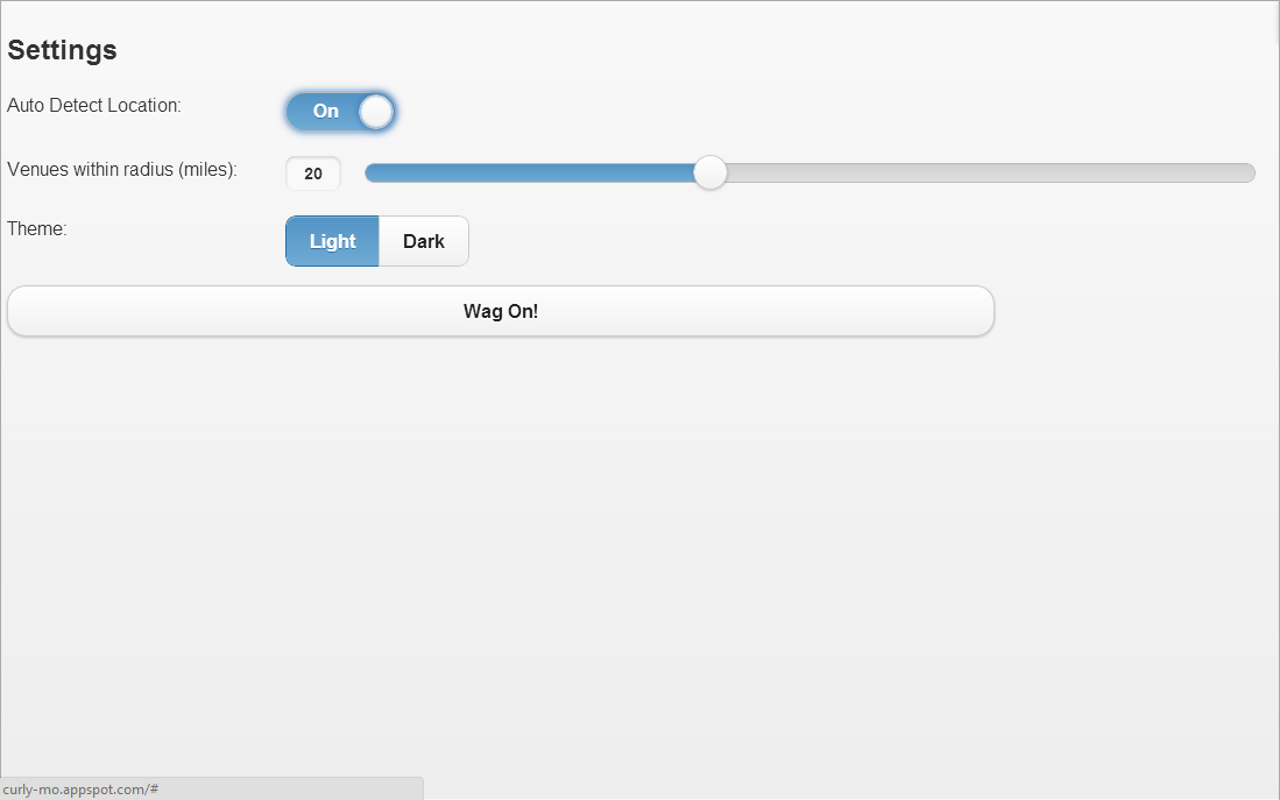 Settings
Auto Detect Location:
On
Venues within radius (miles):
20
Theme:
Light
Dark
Wag On!
curly-mo.appspot.com/#